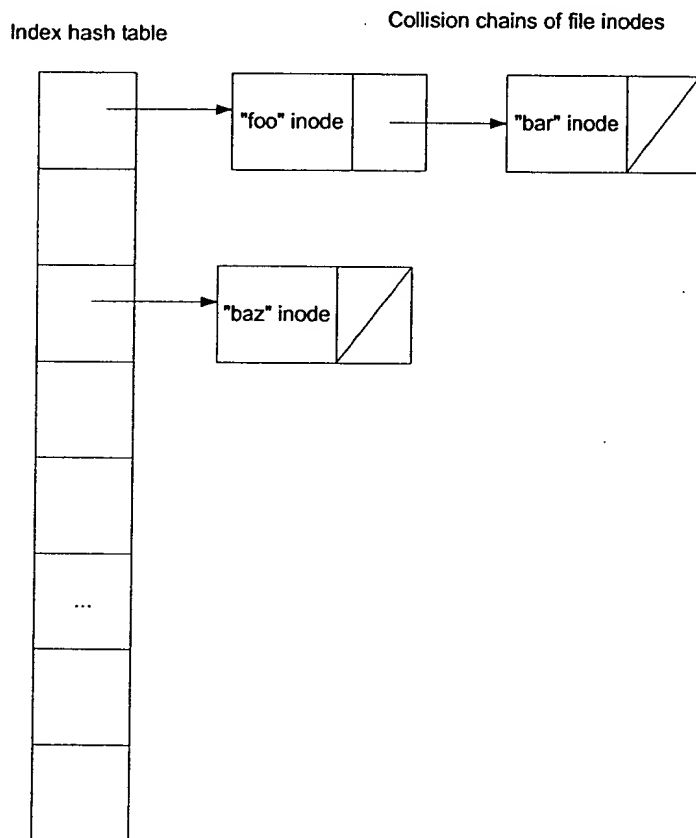 Index hash table
Collision chains of file inodes
"foo" inode
"bar" inode
"baz" inode
...